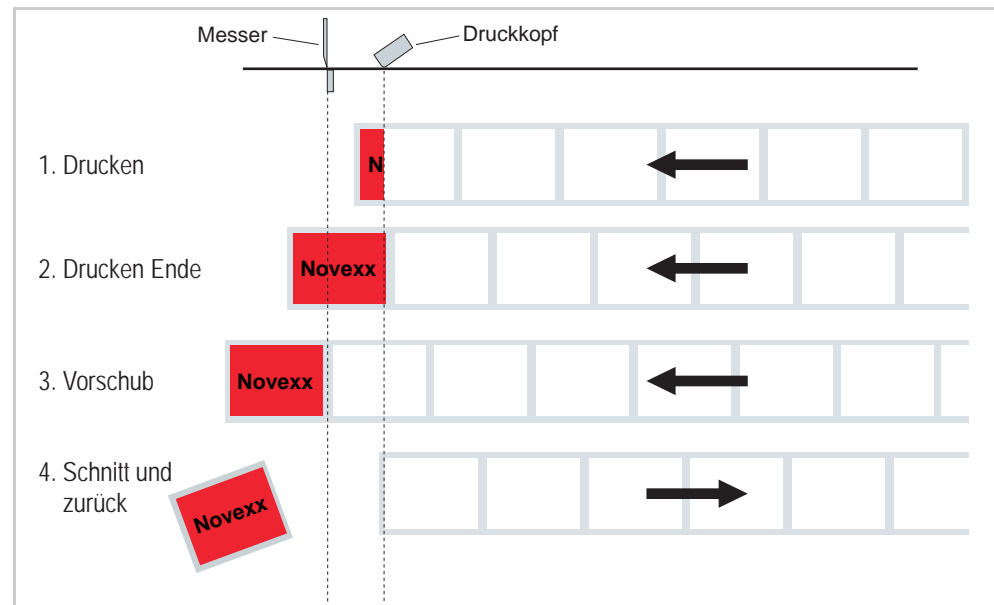 Messer
Druckkopf
1. Drucken
N
2. Drucken Ende
Novexx
3. Vorschub
Novexx
4. Schnitt und
zurück
Novexx